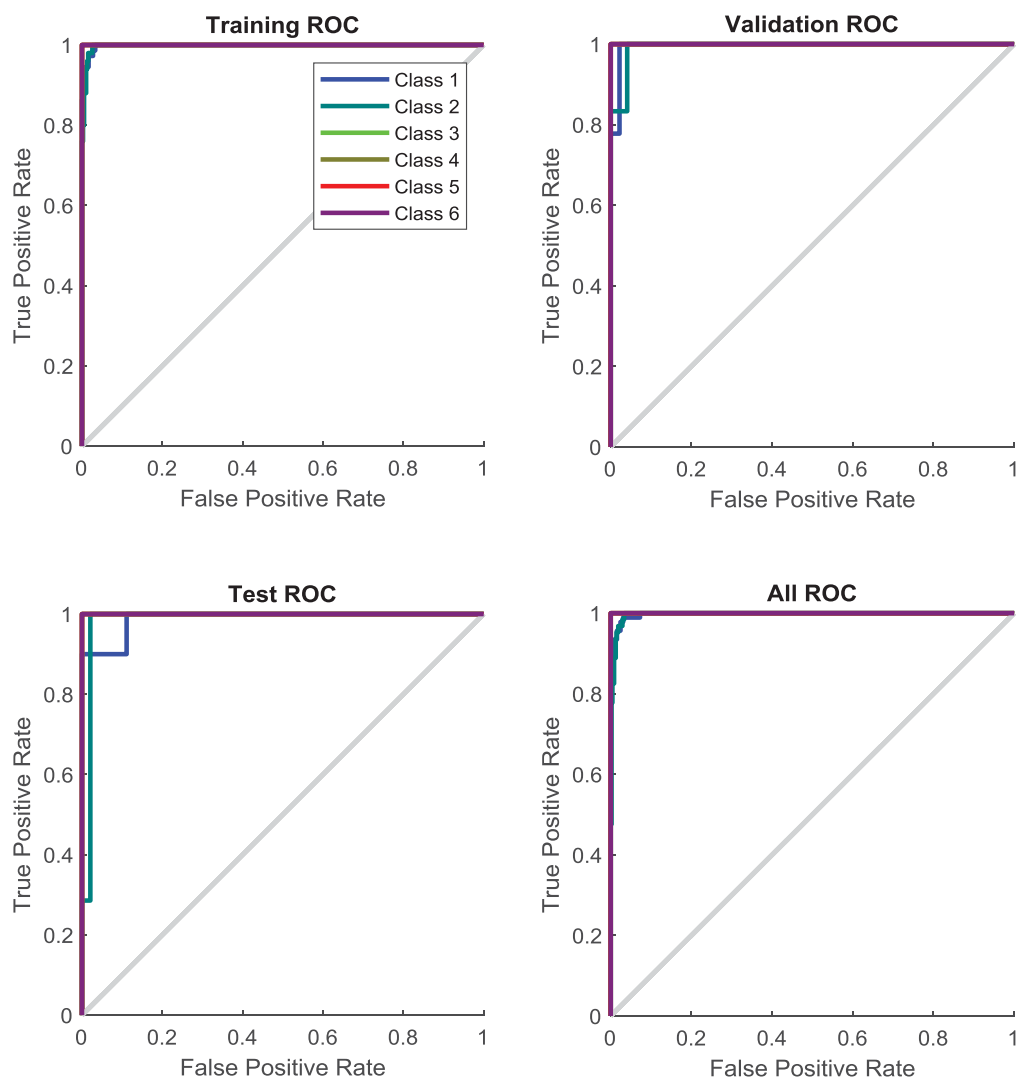 Training ROC
1
0.8
0.6
0.4
0.2
0
True Positive Rate
Class 1
Class 2
Class 3
Class 4
Class 5
Class 6
0 0.2 0.4 0.6 0.8 1
False Positive Rate
Validation ROC
1
0.8
0.6
0.4
0.2
0
True Positive Rate
0 0.2 0.4 0.6 0.8 1
False Positive Rate
Test ROC
1
0.8
0.6
0.4
0.2
0
True Positive Rate
0 0.2 0.4 0.6 0.8 1
False Positive Rate
All ROC
1
0.8
0.6
0.4
0.2
0
True Positive Rate
0 0.2 0.4 0.6 0.8 1
False Positive Rate